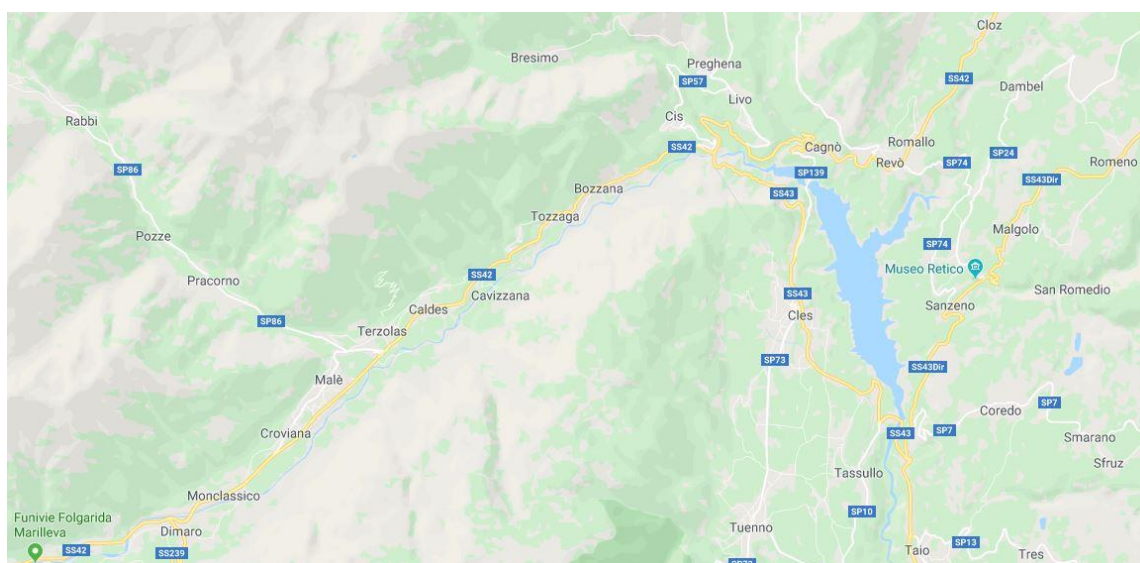 Cloz
Bresimo
Preghena
SP57
SS42
Dambel
Livo
Rabbi
Cis
SS42
Cagnò
Romallo
Revò
SP74
SP24
Romeno
SP86
SP139
SS43Dir
Bozzana
SS43
Tozzaga
Malgolo
Pozze
SP74
Museo Retico
SS42
Pracorno
Cavizzana
SS43
San Romedio
Caldes
Sanzeno
SP86
Terzolas
Cles
SP73
SS43Dir
Malè
SP7
Coredo
Croviana
SS43
SP7
Smarano
Sfruz
Tassullo
Monclassico
Funivie Folgarida
Marilleva
Dimaro
SP10
Tuenno
SS42
SS239
SP13
Taio
Tres